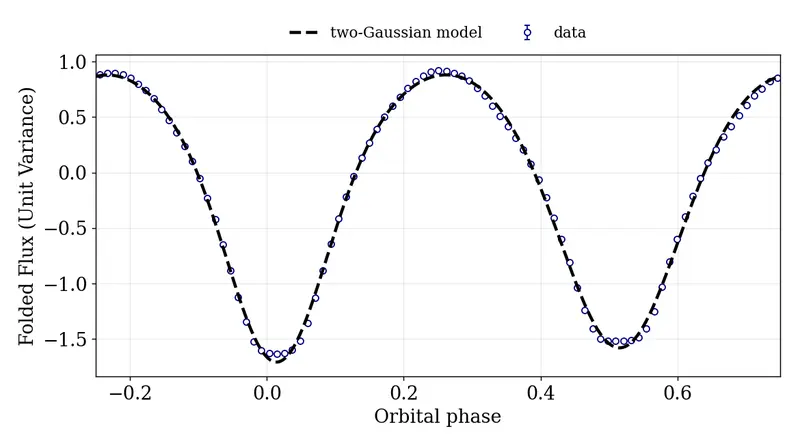 two-Gaussian model
data
Folded Flux (Unit Variance)
1.0
0.5
0.0
−0.5
−1.0
−1.5
−0.2
0.0
0.2
0.4
0.6
Orbital phase